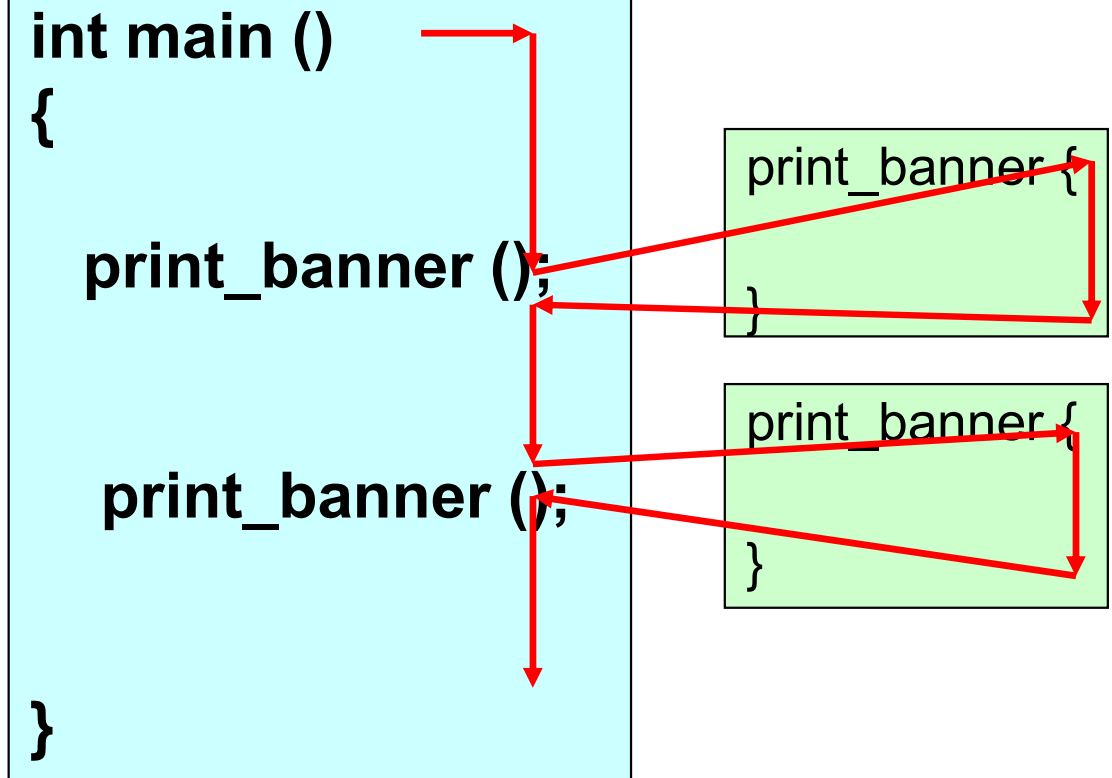 int main ()
{
print_banner ();
print_banner ();
}
print_banner {
}
print_banner {
}